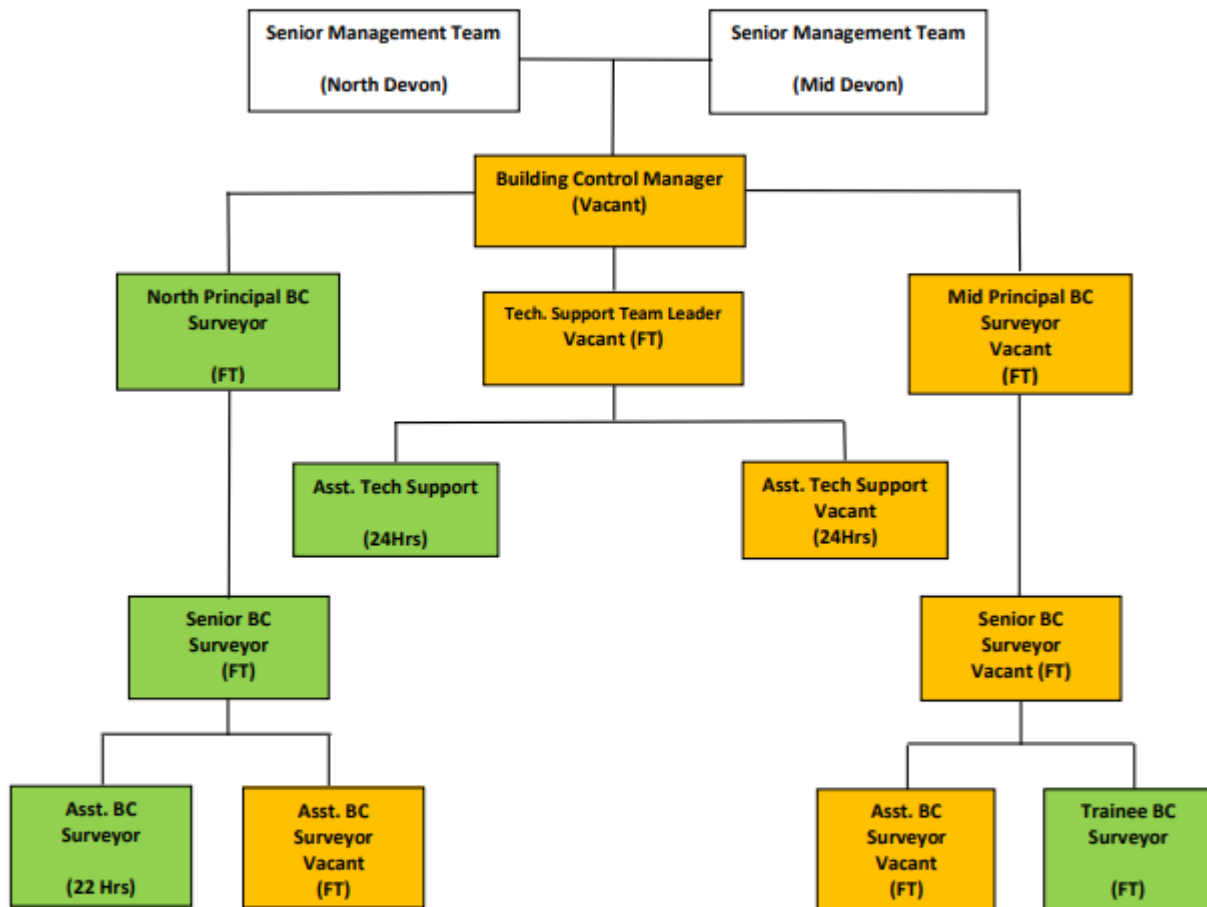 Senior Management Team
(North Devon)
Senior Management Team
(Mid Devon)
Building Control Manager
(Vacant)
North Principal BC
Surveyor
(FT)
Tech. Support Team Leader
Vacant (FT)
Mid Principal BC
Surveyor
Vacant
(FT)
Asst. Tech Support
(24Hrs)
Asst. Tech Support
Vacant
(24Hrs)
Senior BC
Surveyor
(FT)
Senior BC
Surveyor
Vacant (FT)
Asst. BC
Surveyor
(22 Hrs)
Asst. BC
Surveyor
Vacant
(FT)
Asst. BC
Surveyor
Vacant
(FT)
Trainee BC
Surveyor
(FT)